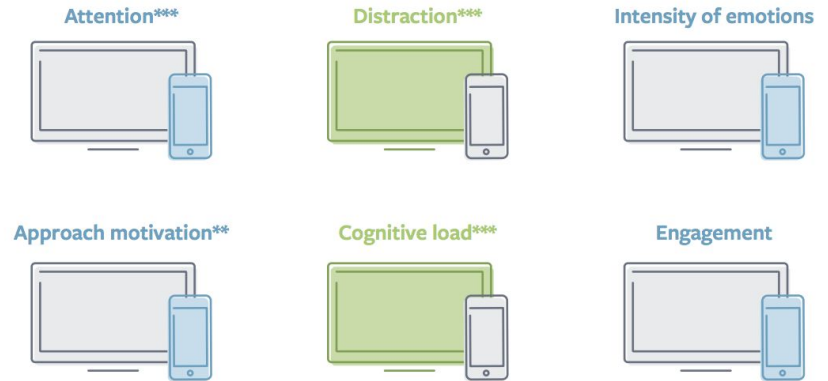 Attention***
Distraction***
Intensity of emotions
Approach motivation**
Cognitive load***
Engagement